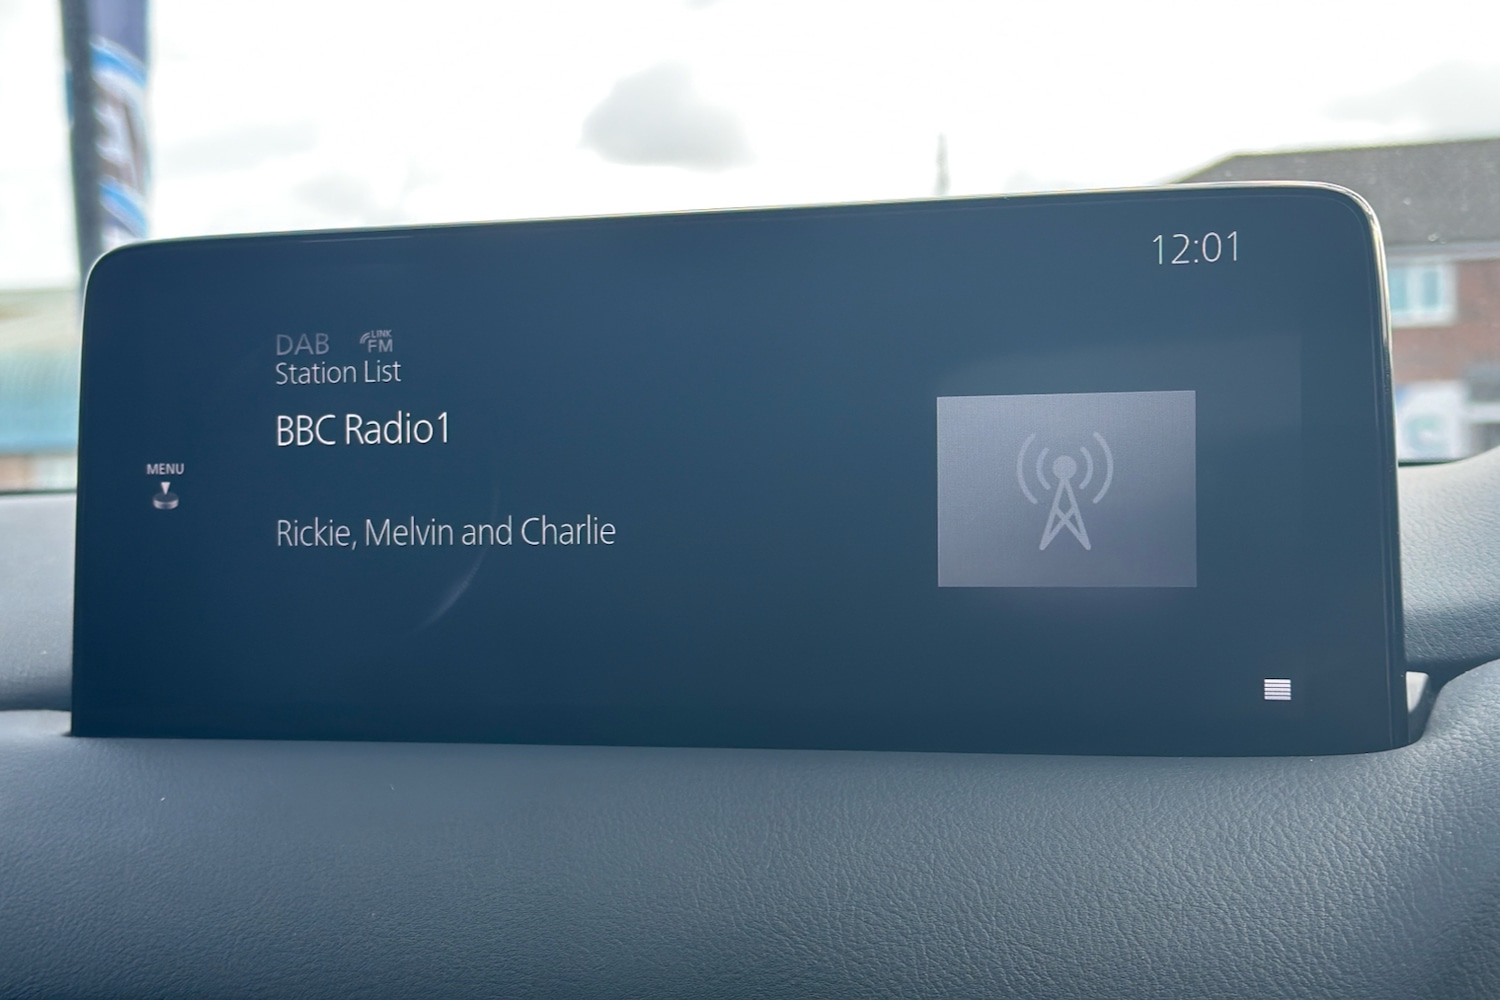 12:01
DAB LINK FM
Station List
BBC Radio1
MENU
Rickie, Melvin and Charlie